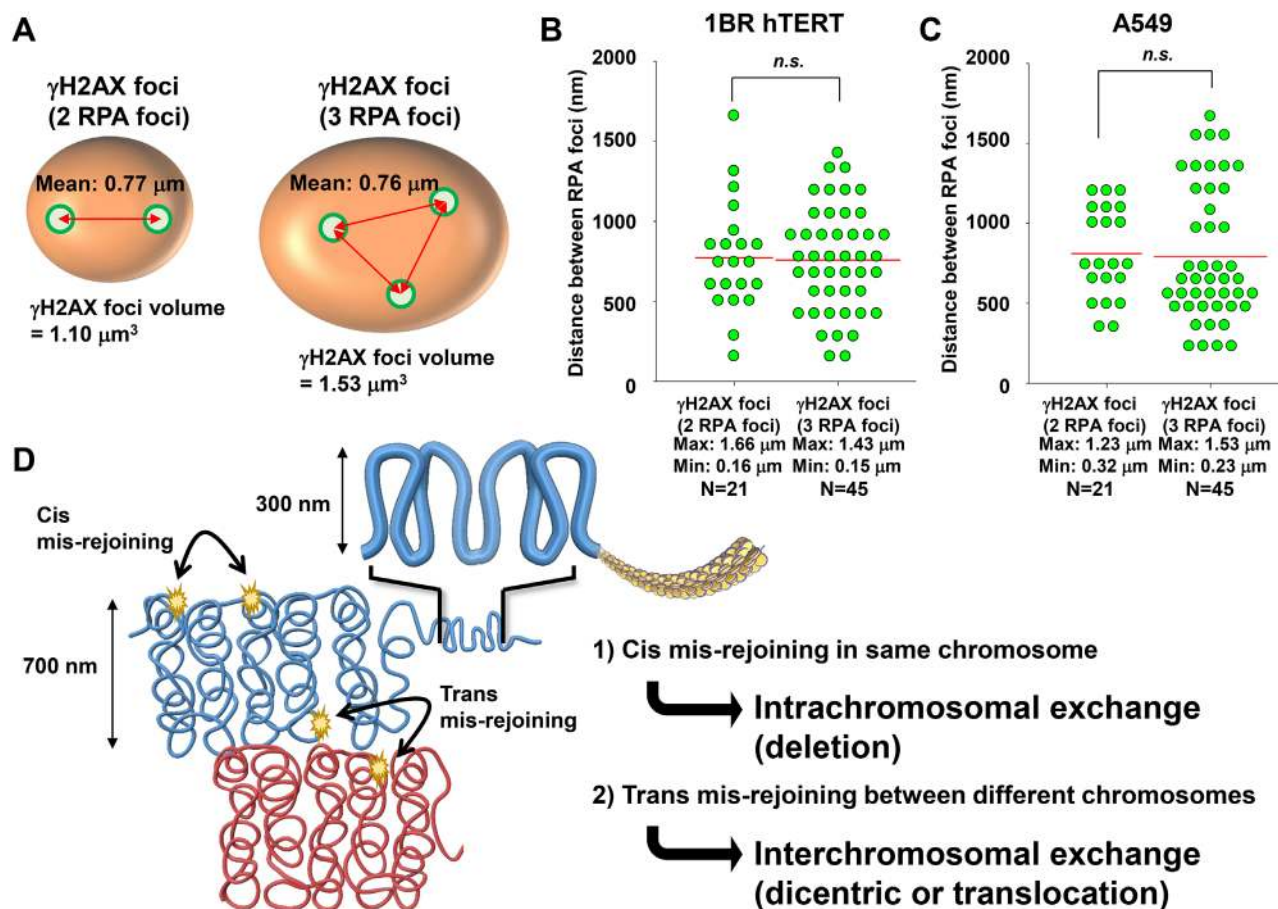 A
γH2AX foci
(2 RPA foci)
Mean: 0.77 μm
γH2AX foci volume
= 1.10 μm³
γH2AX foci
(3 RPA foci)
Mean: 0.76 μm
γH2AX foci volume
= 1.53 μm³
B
1BR hTERT
Distance between RPA foci (nm)
2000
1500
1000
500
0
n.s.
γH2AX foci
(2 RPA foci)
Max: 1.66 μm
Min: 0.16 μm
N=21
γH2AX foci
(3 RPA foci)
Max: 1.43 μm
Min: 0.15 μm
N=45
C
A549
Distance between RPA foci (nm)
2000
1500
1000
500
0
n.s.
γH2AX foci
(2 RPA foci)
Max: 1.23 μm
Min: 0.32 μm
N=21
γH2AX foci
(3 RPA foci)
Max: 1.53 μm
Min: 0.23 μm
N=45
D
300 nm
Cis
mis-rejoining
700 nm
Trans
mis-rejoining
1) Cis mis-rejoining in same chromosome
Intrachromosomal exchange
(deletion)
2) Trans mis-rejoining between different chromosomes
Interchromosomal exchange
(dicentric or translocation)